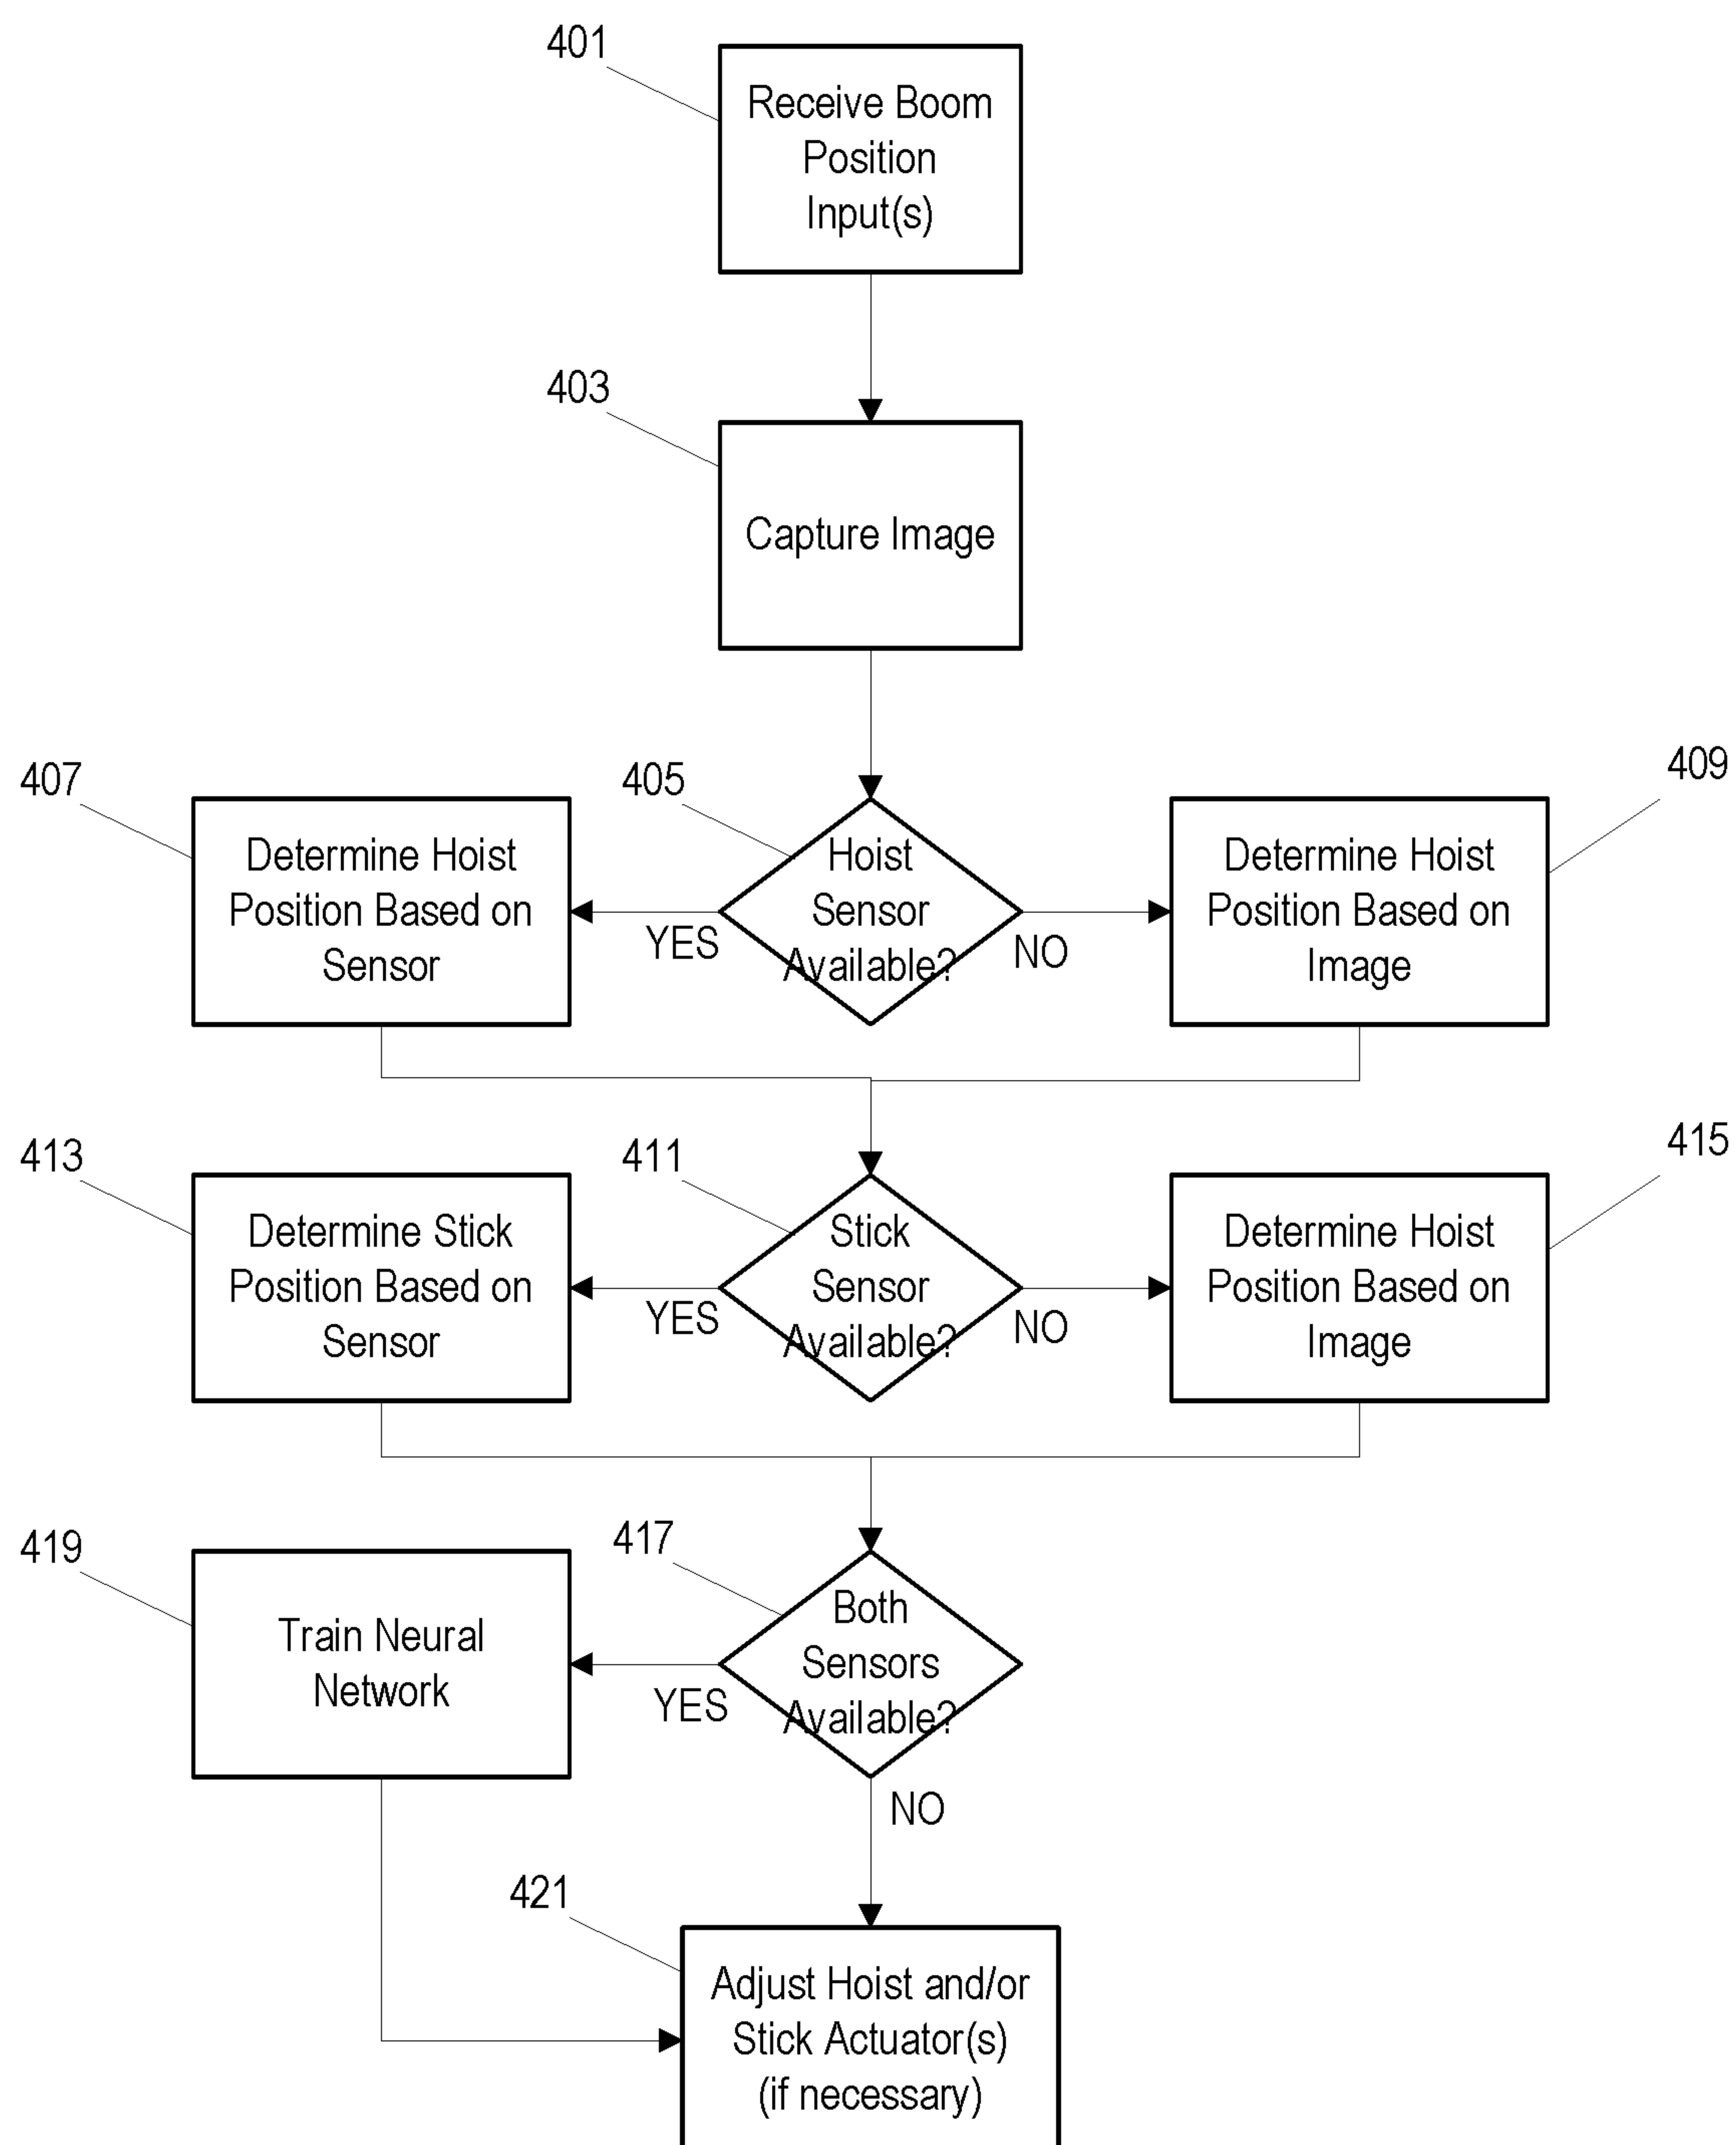 401
Receive Boom
Position
Input(s)
403
Capture Image
407
405
409
Determine Hoist
Position Based on
Sensor
Hoist
Sensor
Available?
Determine Hoist
Position Based on
Image
YES
NO
413
411
415
Determine Stick
Position Based on
Sensor
Stick
Sensor
Available?
Determine Hoist
Position Based on
Image
YES
NO
419
417
Train Neural
Network
Both
Sensors
Available?
YES
NO
421
Adjust Hoist and/or
Stick Actuator(s)
(if necessary)